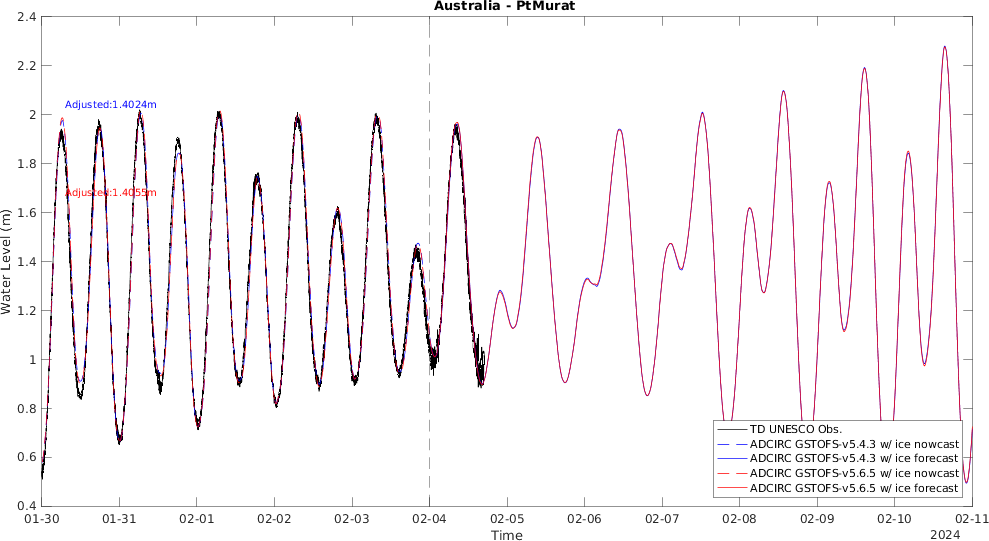 Australia - PtMurat
2.4
2.2
2
1.8
1.6
1.4
1.2
1
0.8
0.6
0.4
Water Level (m)
Adjusted:1.4024m
Adjusted:1.4055m
TD UNESCO Obs.
ADCIRC GSTOFS-v5.4.3 w/ ice nowcast
ADCIRC GSTOFS-v5.4.3 w/ ice forecast
ADCIRC GSTOFS-v5.6.5 w/ ice nowcast
ADCIRC GSTOFS-v5.6.5 w/ ice forecast
01-30 01-31 02-01 02-02 02-03 02-04 02-05 02-06 02-07 02-08 02-09 02-10 02-11
Time
2024